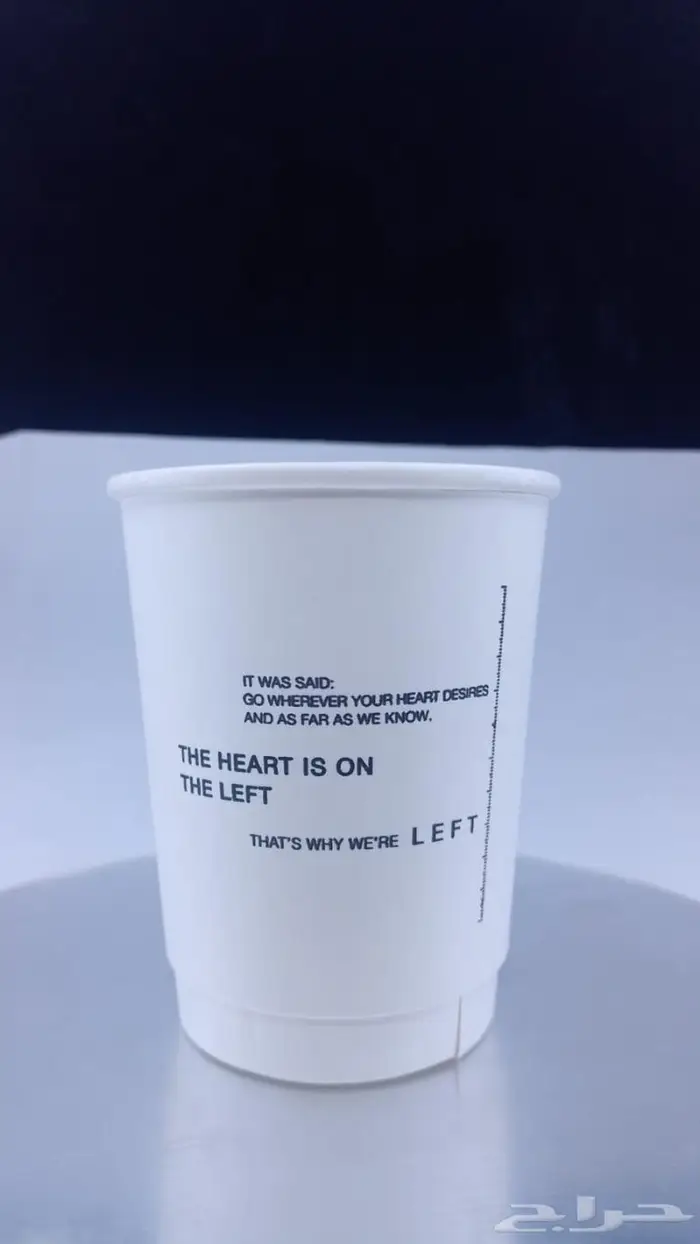 IT WAS SAID:
GO WHEREVER YOUR HEART DESIRES
AND AS FAR AS WE KNOW.
THE HEART IS ON
THE LEFT
THAT'S WHY WE'RE LEFT
حراج